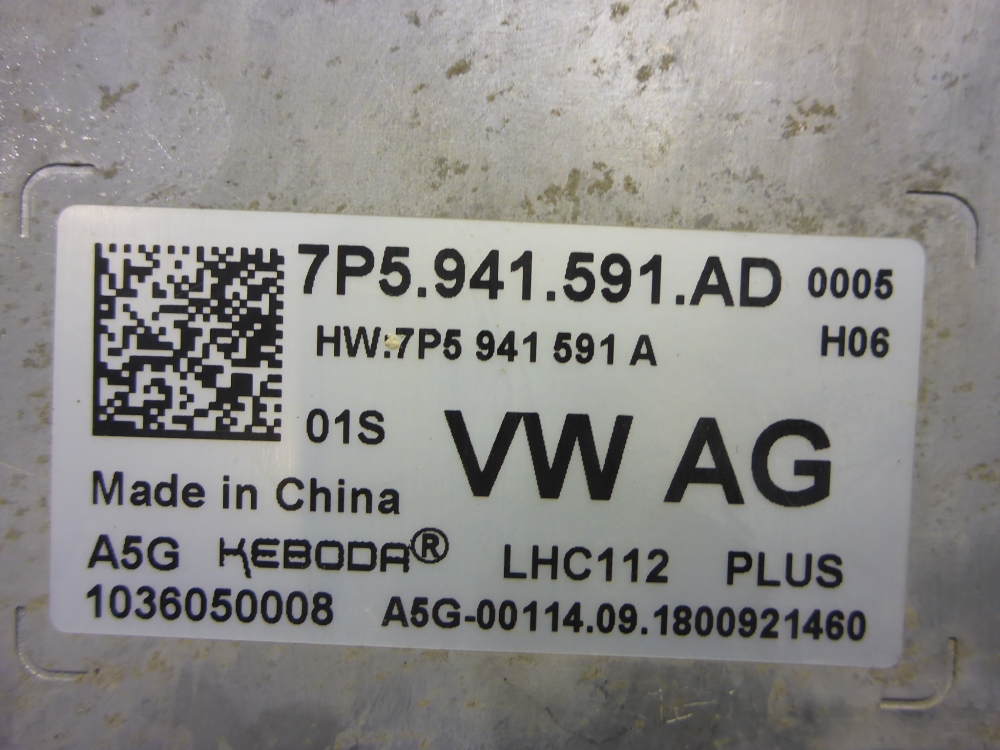 7P5.941.591.AD 0005
HW:7P5 941 591 A H06
01S VW AG
Made in China
A5G KEBODA® LHC112 PLUS
1036050008 A5G-00114.09.1800921460